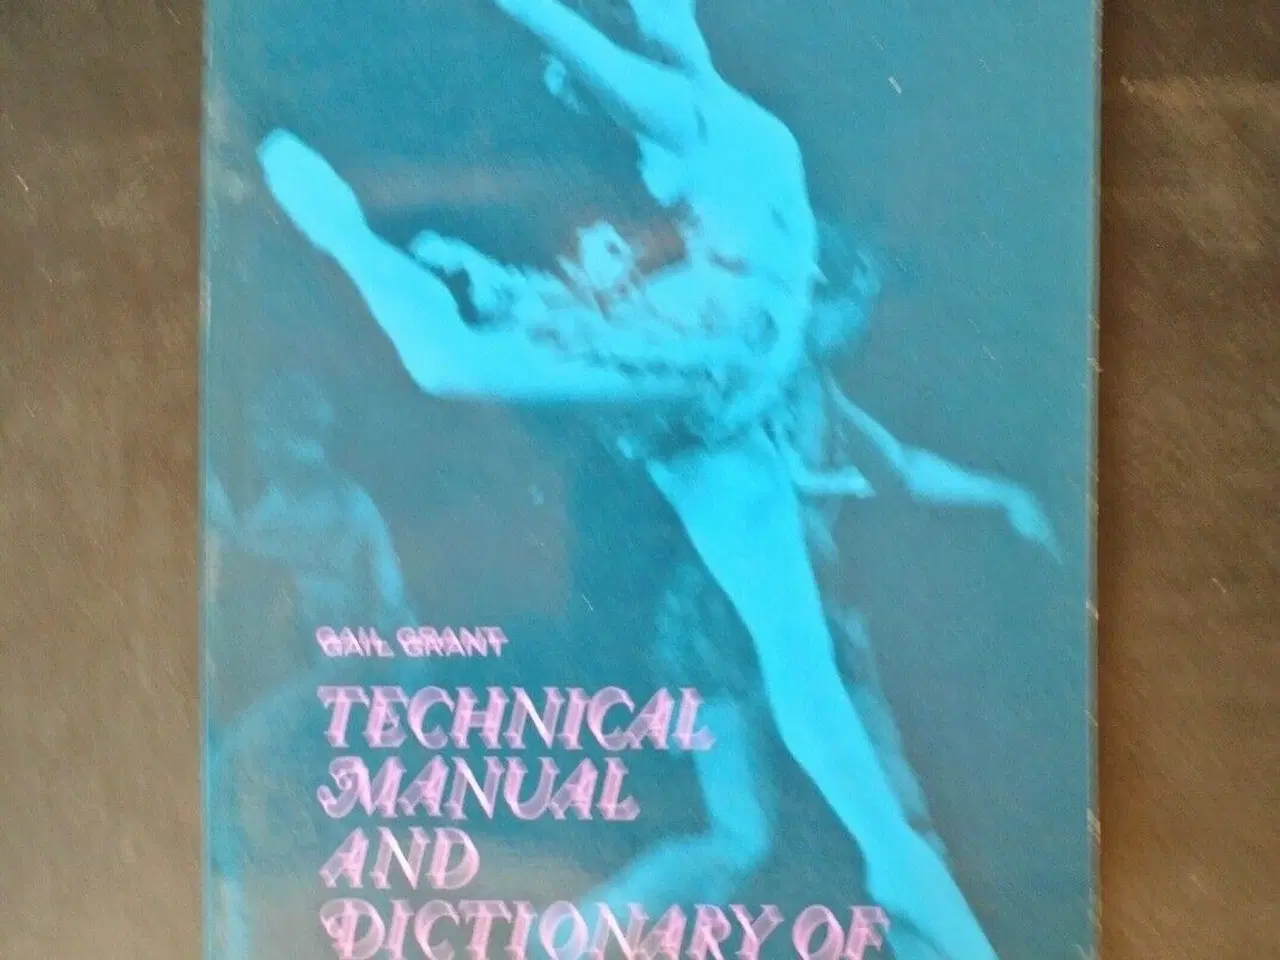 GAIL GRANT
TECHNICAL
MANUAL
AND
DICTIONARY OF